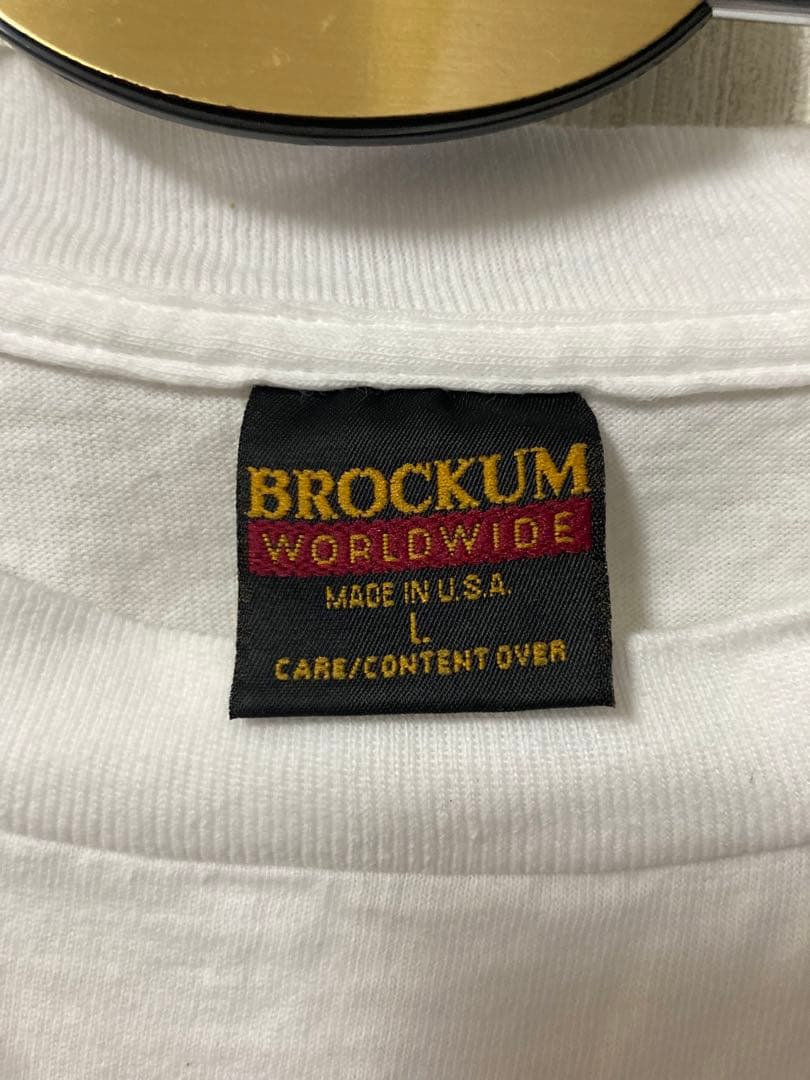 BROCKUM
WORLDWIDE
MADE IN U.S.A.
L.
CARE/CONTENT OVER